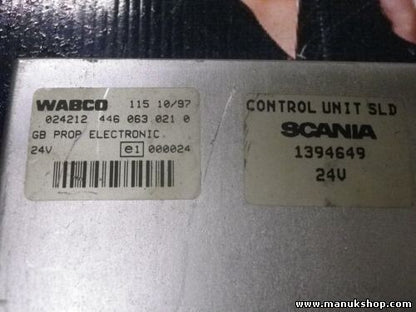 WABCO 115 10/97
024212 446 063 021 0
GB PROP ELECTRONIC
24V e1 000024
CONTROL UNIT SLD
SCANIA
1394649
24V
www.manukshop.com